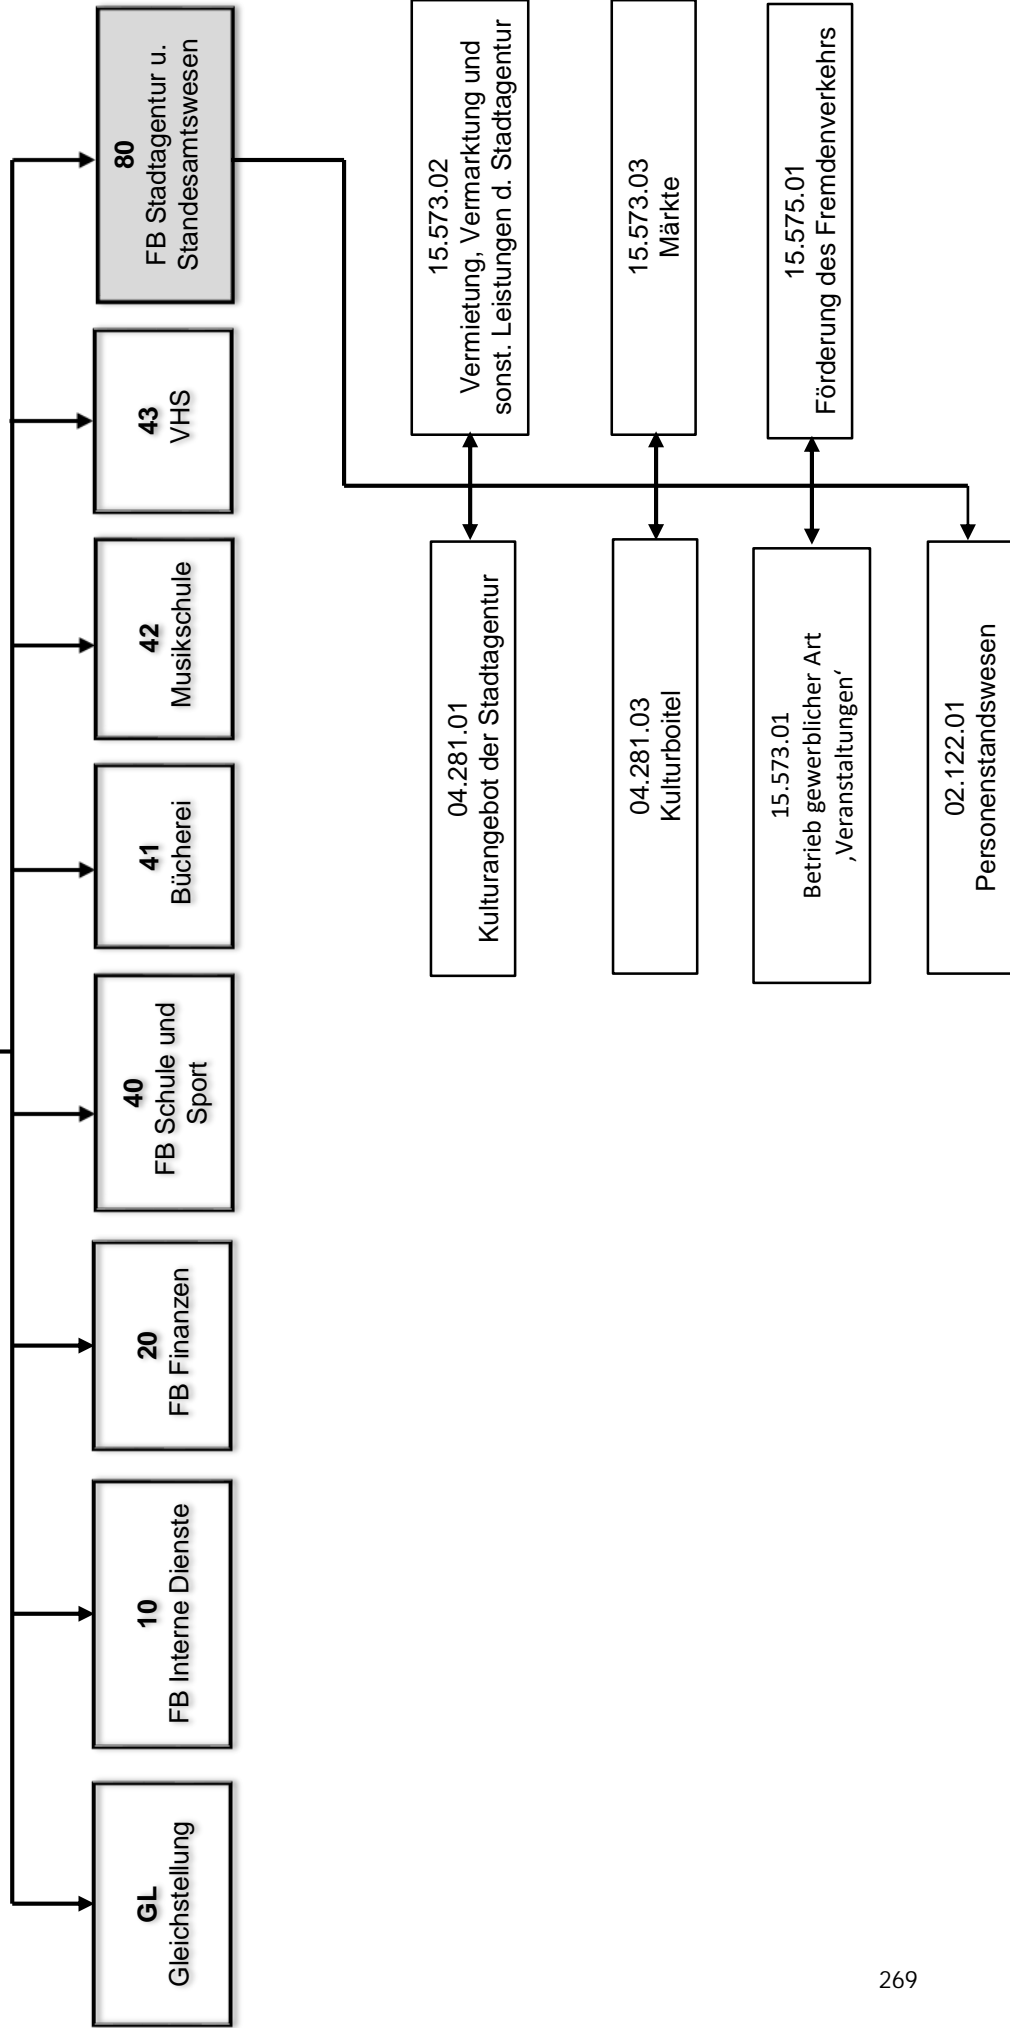 GL
Gleichstellung
10
FB Interne Dienste
20
FB Finanzen
40
FB Schule und
Sport
41
Bücherei
42
Musikschule
43
VHS
80
FB Stadtagentur u.
Standesamtswesen
04.281.01
Kulturangebot der Stadtagentur
15.573.02
Vermietung, Vermarktung und
sonst. Leistungen d. Stadtagentur
04.281.03
Kulturboitel
15.573.03
Märkte
15.573.01
Betrieb gewerblicher Art
‚Veranstaltungen‘
15.575.01
Förderung des Fremdenverkehrs
02.122.01
Personenstandswesen
269